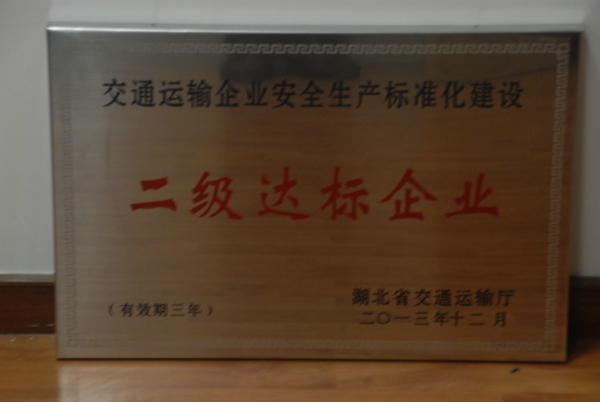 交通运输企业安全生产标准化建设
二级达标企业
（有效期三年）
湖北省交通运输厅
二〇一三年十二月